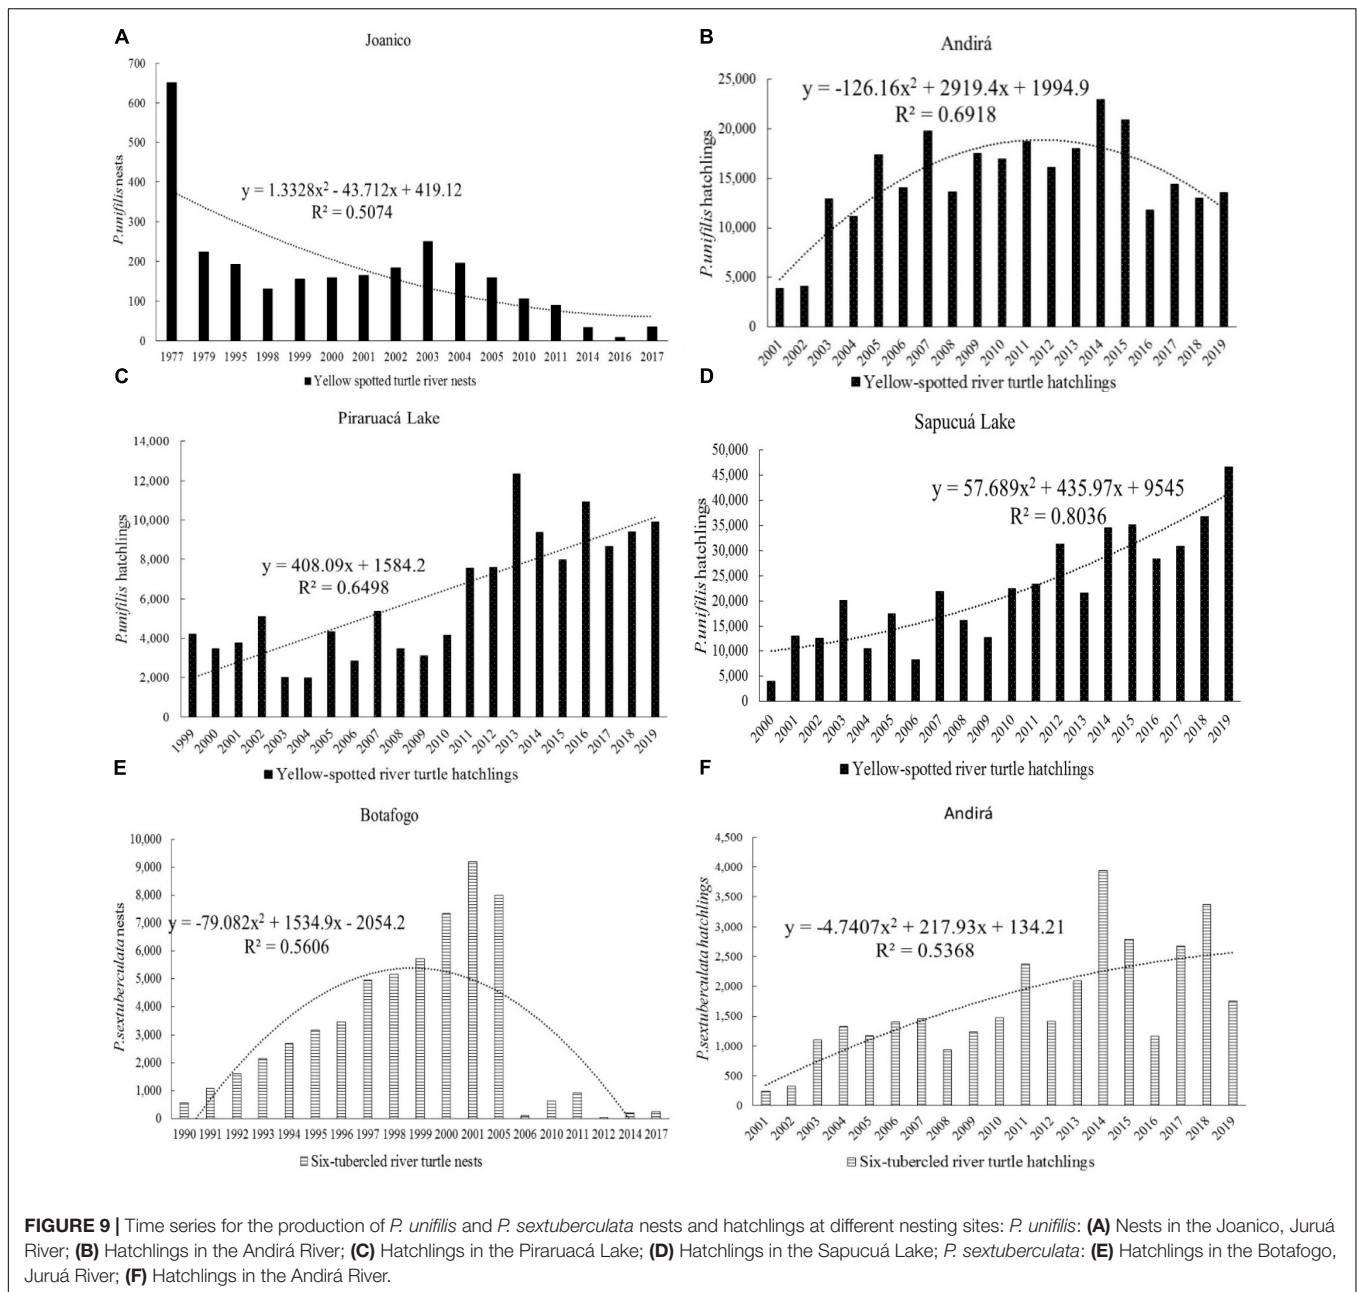 A
Joanico
P.unifilis nests
700
600
500
400
300
200
100
0
y = 1.3328x² - 43.712x + 419.12
R² = 0.5074
1977 1979 1995 1998 1999 2000 2001 2002 2003 2004 2005 2010 2011 2014 2016 2017
Yellow spotted turtle river nests
B
Andirá
P.unifilis hatchlings
25,000
20,000
15,000
10,000
5,000
0
y = -126.16x² + 2919.4x + 1994.9
R² = 0.6918
2001 2002 2003 2004 2005 2006 2007 2008 2009 2010 2011 2012 2013 2014 2015 2016 2017 2018 2019
Yellow-spotted river turtle hatchlings
C
Piraruacá Lake
P.unifilis hatchlings
14,000
12,000
10,000
8,000
6,000
4,000
2,000
0
y = 408.09x + 1584.2
R² = 0.6498
1999 2000 2001 2002 2003 2004 2005 2006 2007 2008 2009 2010 2011 2012 2013 2014 2015 2016 2017 2018 2019
Yellow-spotted river turtle hatchlings
D
Sapucuá Lake
P.unifilis hatchlings
50,000
45,000
40,000
35,000
30,000
25,000
20,000
15,000
10,000
5,000
0
y = 57.689x² + 435.97x + 9545
R² = 0.8036
2000 2001 2002 2003 2004 2005 2006 2007 2008 2009 2010 2011 2012 2013 2014 2015 2016 2017 2018 2019
Yellow-spotted river turtle hatchlings
E
Botafogo
P.sextuberculata nests
10,000
9,000
8,000
7,000
6,000
5,000
4,000
3,000
2,000
1,000
0
y = -79.082x² + 1534.9x - 2054.2
R² = 0.5606
1990 1991 1992 1993 1994 1995 1996 1997 1998 1999 2000 2001 2005 2006 2010 2011 2012 2014 2017
Six-tubercled river turtle nests
F
Andirá
P.sextuberculata hatchlings
4,500
4,000
3,500
3,000
2,500
2,000
1,500
1,000
500
0
y = -4.7407x² + 217.93x + 134.21
R² = 0.5368
2001 2002 2003 2004 2005 2006 2007 2008 2009 2010 2011 2012 2013 2014 2015 2016 2017 2018 2019
Six-tubercled river turtle hatchlings
FIGURE 9 | Time series for the production of P. unifilis and P. sextuberculata nests and hatchlings at different nesting sites: P. unifilis: (A) Nests in the Joanico, Juruá
River; (B) Hatchlings in the Andirá River; (C) Hatchlings in the Piraruacá Lake; (D) Hatchlings in the Sapucuá Lake; P. sextuberculata: (E) Hatchlings in the Botafogo,
Juruá River; (F) Hatchlings in the Andirá River.